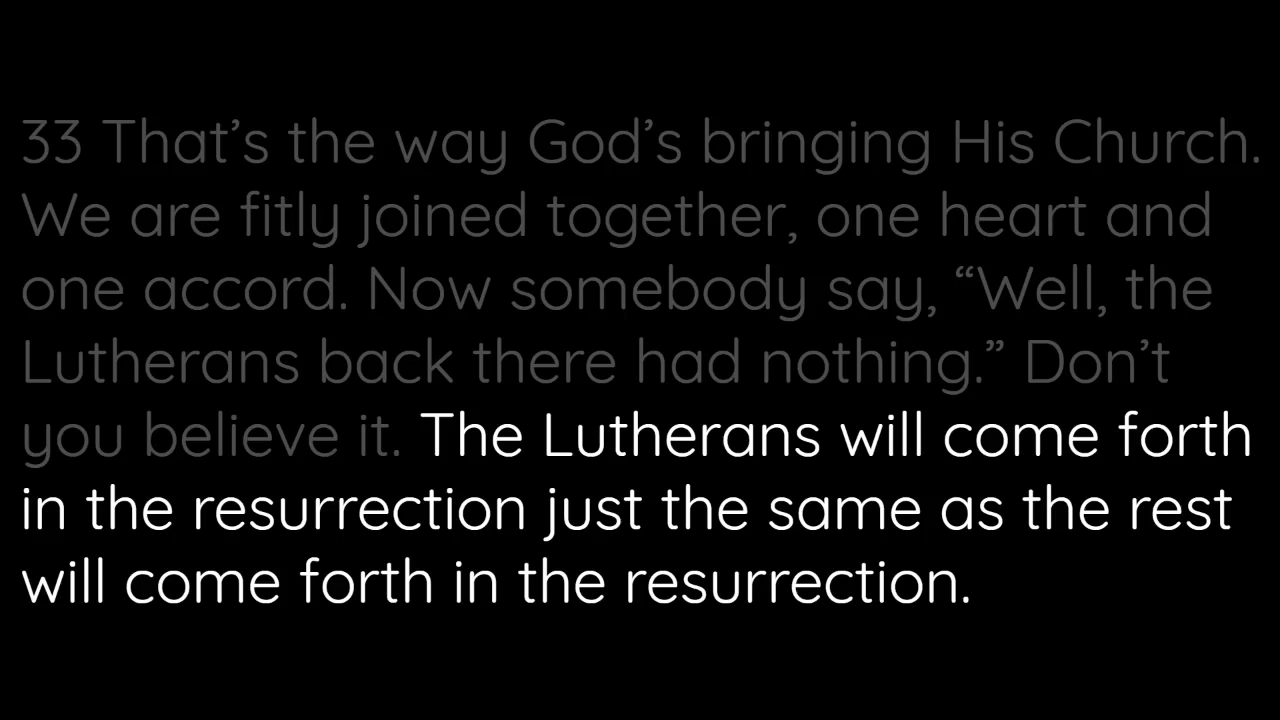 33 That’s the way God’s bringing His Church.
We are fitly joined together, one heart and
one accord. Now somebody say, “Well, the
Lutherans back there had nothing.” Don’t
you believe it. The Lutherans will come forth
in the resurrection just the same as the rest
will come forth in the resurrection.